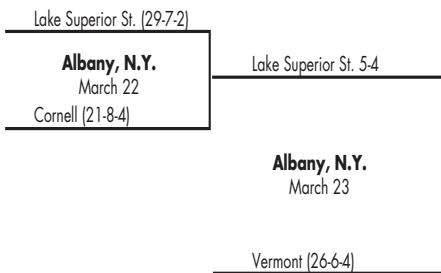 Lake Superior St. (29-7-2)
Albany, N.Y.
March 22
Cornell (21-8-4)
Lake Superior St. 5-4
Albany, N.Y.
March 23
Vermont (26-6-4)